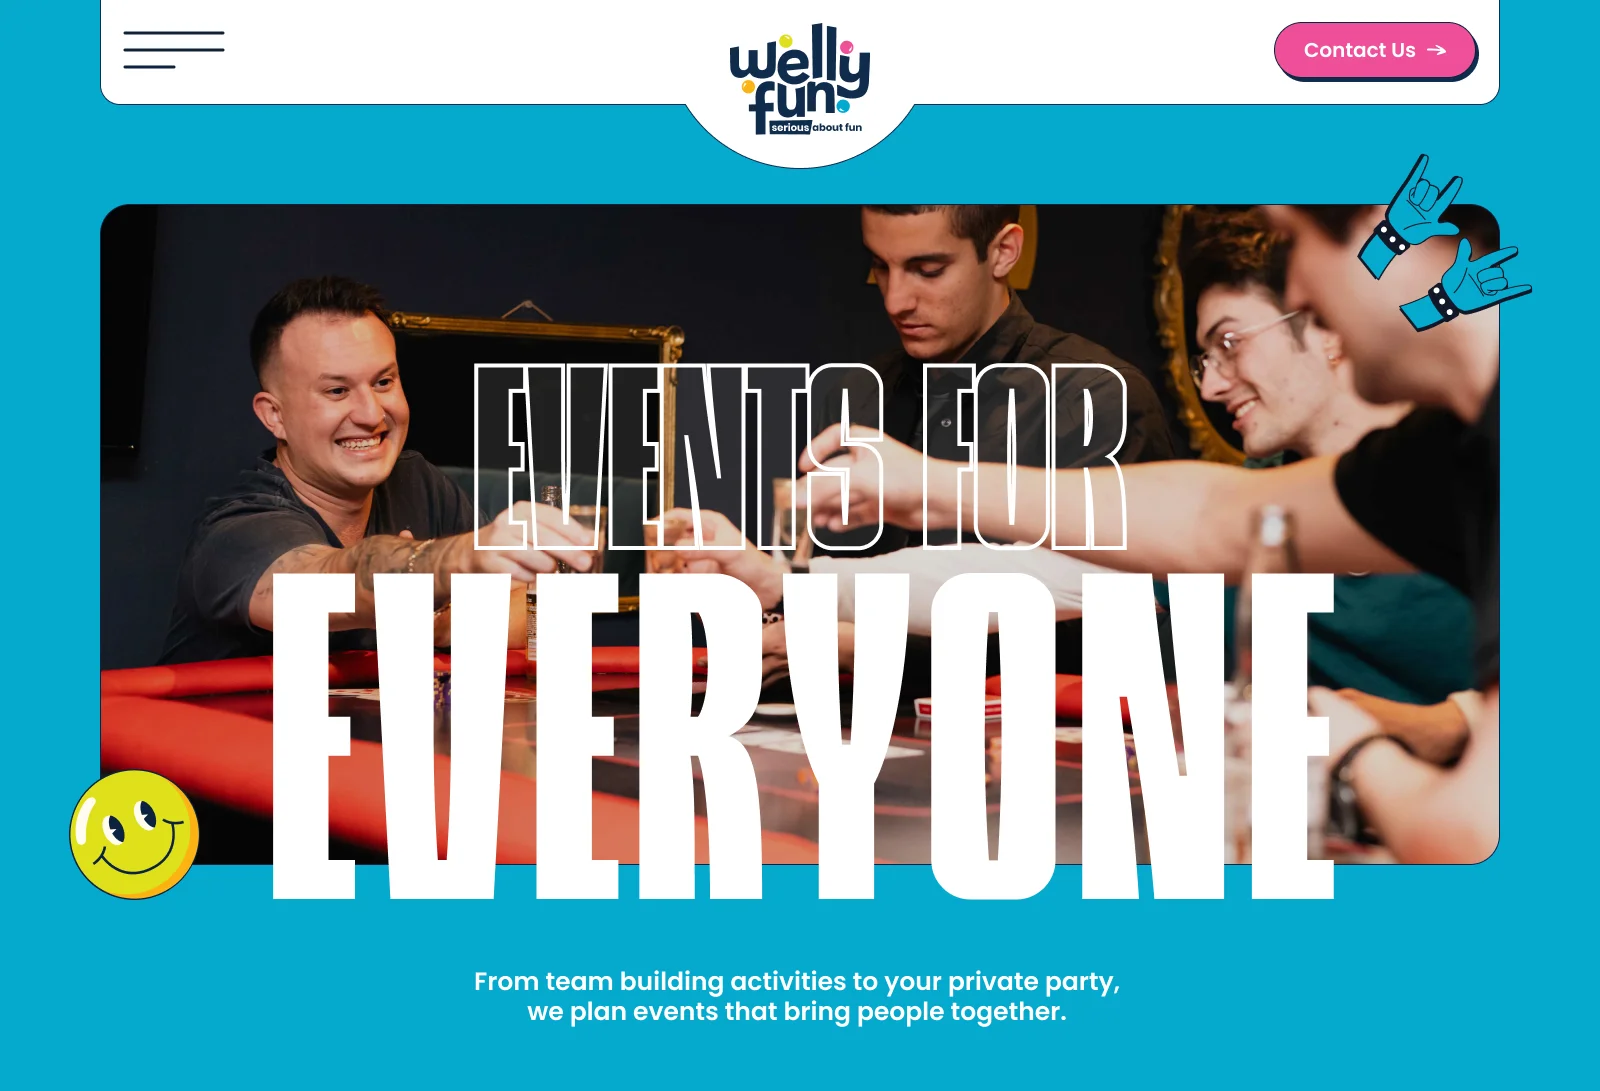 welly
fun
serious about fun
Contact Us
EVENTS FOR
EVERYONE
From team building activities to your private party,
we plan events that bring people together.